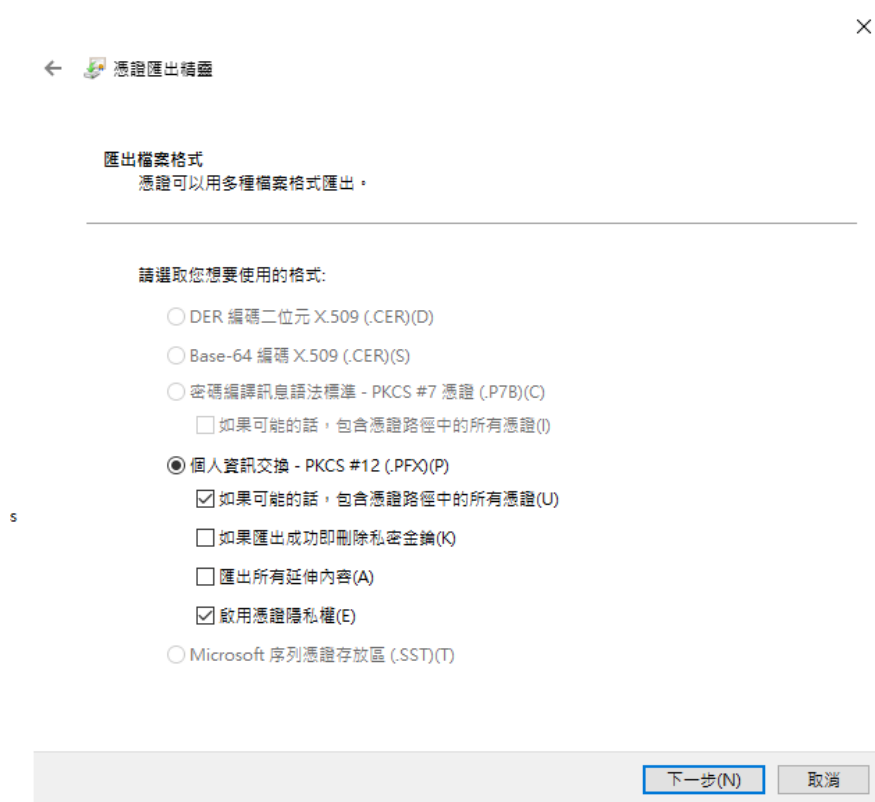 憑證匯出精靈
匯出檔案格式
憑證可以用多種檔案格式匯出。
請選取您想要使用的格式:
DER 編碼二位元 X.509 (.CER)(D)
Base-64 編碼 X.509 (.CER)(S)
密碼編譯訊息語法標準 - PKCS #7 憑證 (.P7B)(C)
如果可能的話，包含憑證路徑中的所有憑證(I)
個人資訊交換 - PKCS #12 (.PFX)(P)
s
如果可能的話，包含憑證路徑中的所有憑證(U)
如果匯出成功即刪除私密金鑰(K)
匯出所有延伸內容(A)
啟用憑證隱私權(E)
Microsoft 序列憑證存放區 (.SST)(T)
下一步(N)
取消